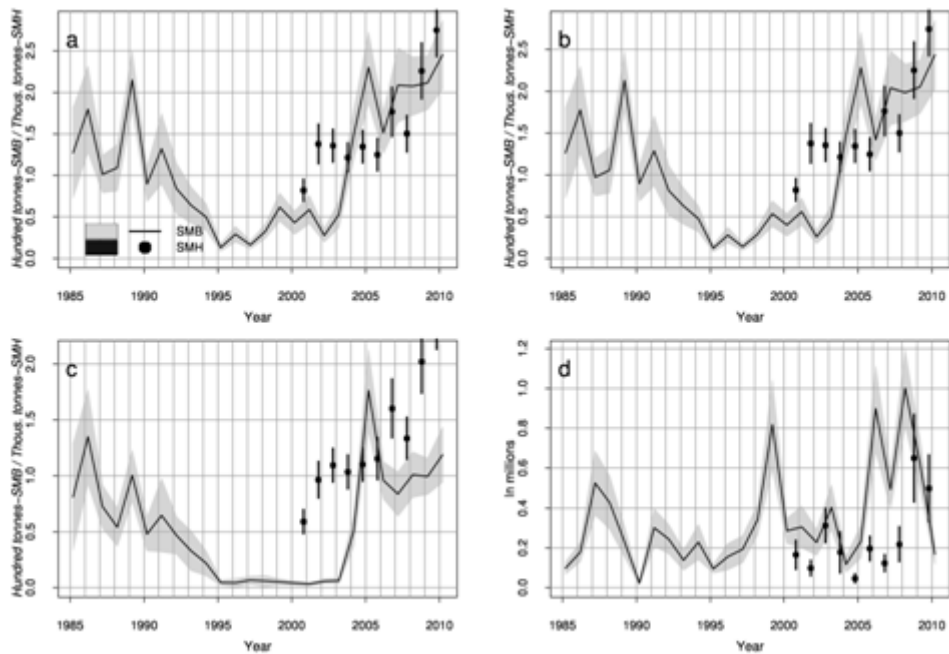 a
Hundred tonnes-SMB / Thous. tonnes-SMH
0.0 0.5 1.0 1.5 2.0 2.5
SMB
SMH
1985 1990 1995 2000 2005 2010
Year
b
Hundred tonnes-SMB / Thous. tonnes-SMH
0.0 0.5 1.0 1.5 2.0 2.5
1985 1990 1995 2000 2005 2010
Year
c
Hundred tonnes-SMB / Thous. tonnes-SMH
0.0 0.5 1.0 1.5 2.0
1985 1990 1995 2000 2005 2010
Year
d
In millions
0.0 0.2 0.4 0.6 0.8 1.0 1.2
1985 1990 1995 2000 2005 2010
Year